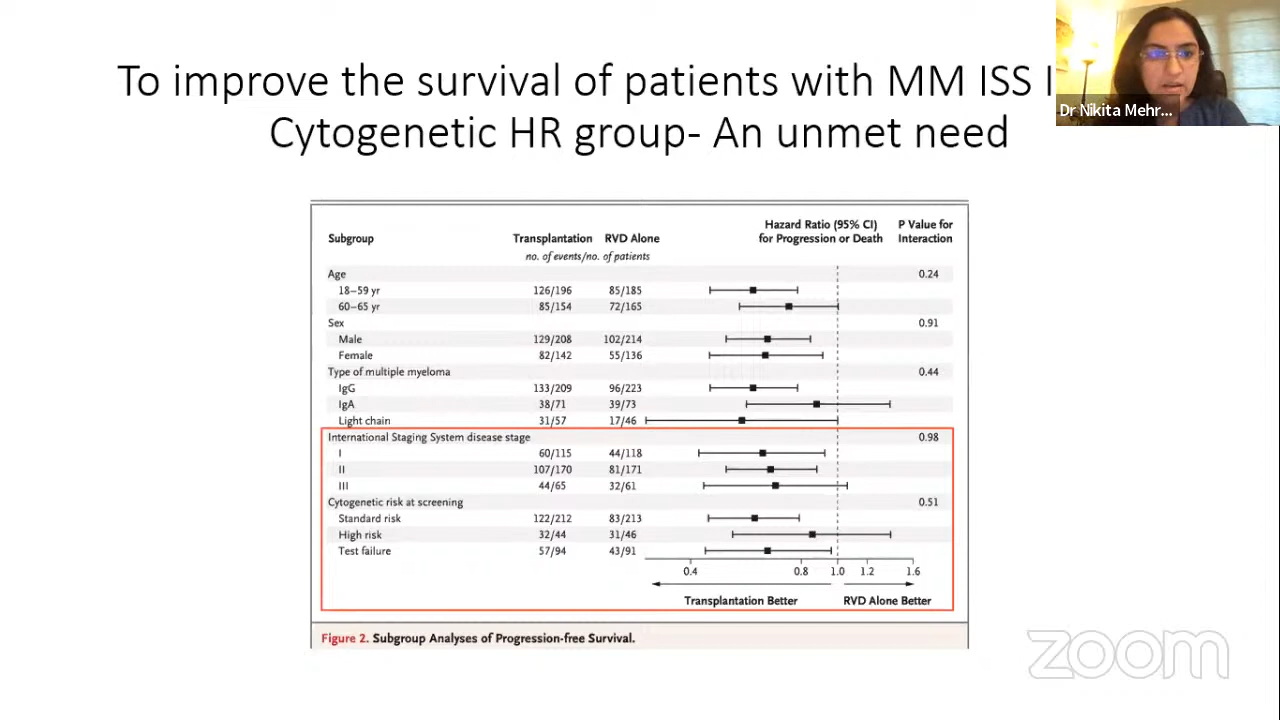 To improve the survival of patients with MM ISS
Cytogenetic HR group- An unmet need
Dr Nikita Mehr...
Subgroup Transplantation RVD Alone Hazard Ratio (95% CI) for Progression or Death P Value for Interaction
no. of events/no. of patients
Age 0.24
18–59 yr 126/196 85/185
60–65 yr 85/154 72/165
Sex 0.91
Male 129/208 102/214
Female 82/142 55/136
Type of multiple myeloma 0.44
IgG 133/209 96/223
IgA 38/71 39/73
Light chain 31/57 17/46
International Staging System disease stage 0.98
I 60/115 44/118
II 107/170 81/171
III 44/65 32/61
Cytogenetic risk at screening 0.51
Standard risk 122/212 83/213
High risk 32/44 31/46
Test failure 57/94 43/91
0.4 0.8 1.0 1.2 1.6
Transplantation Better RVD Alone Better
Figure 2. Subgroup Analyses of Progression-free Survival.
zoom